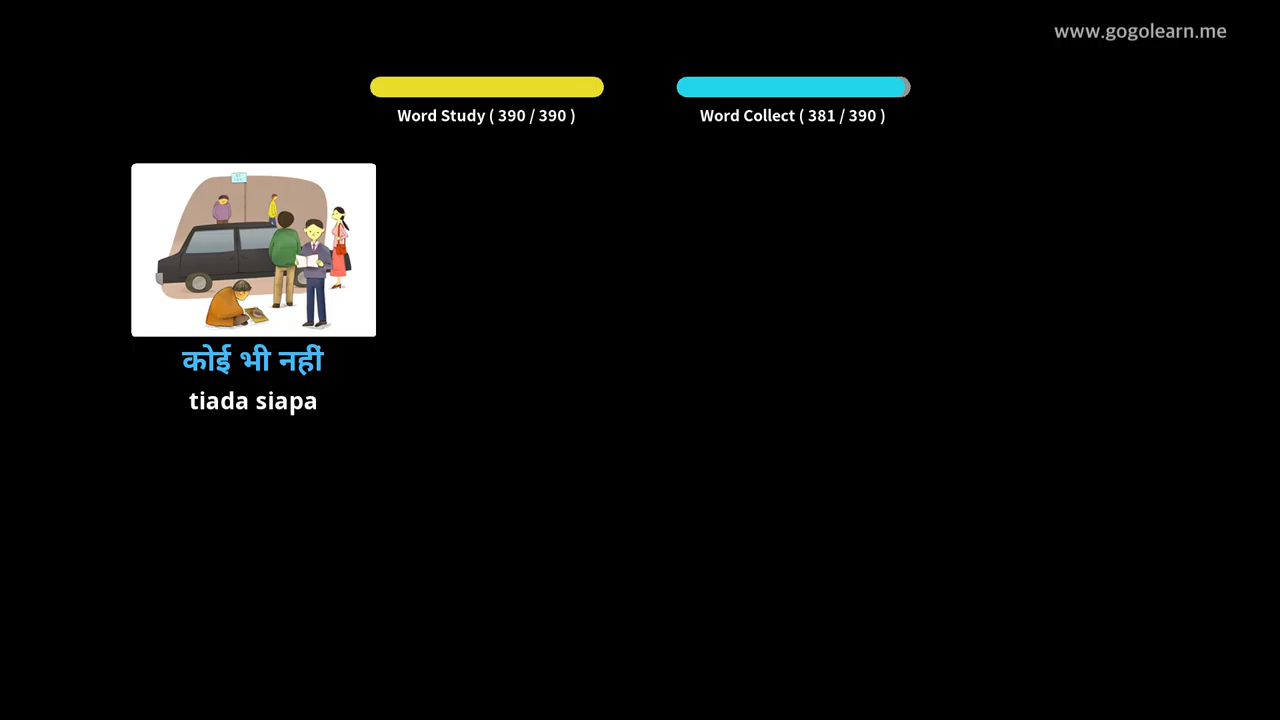 www.gogolearn.me
Word Study ( 390 / 390 )
Word Collect ( 381 / 390 )
कोई भी नहीं
tiada siapa